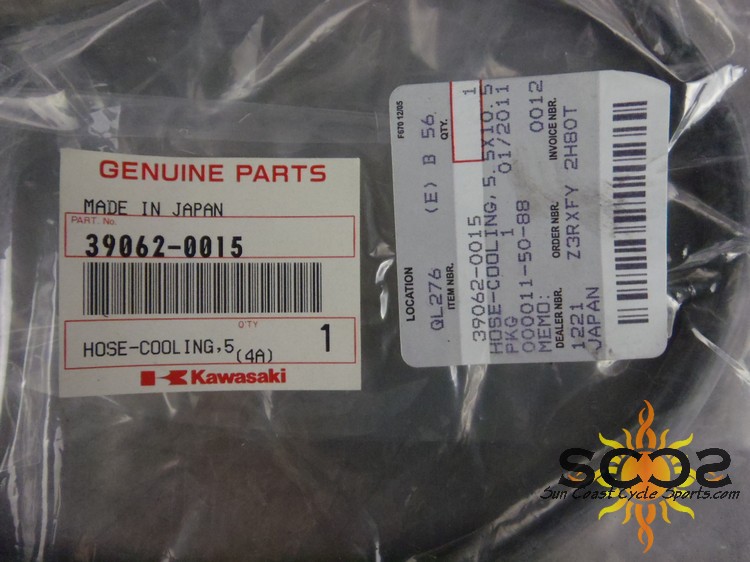 GENUINE PARTS
MADE IN JAPAN
PART. No.
39062-0015
Q'TY
HOSE-COOLING,5
(4A)
1
Kawasaki
F670 12/05
LOCATION
QL276 (E) B 56
ITEM NBR. QTY.
39062-0015 1
HOSE-COOLING, 5.5X10.5
PKG 1 01/2011
000011-50-88
MEMO:
DEALER NBR. ORDER NBR. INVOICE NBR.
0012
1221 Z3RXFY 2H80T
JAPAN
SCCS
Sun Coast Cycle Sports.com